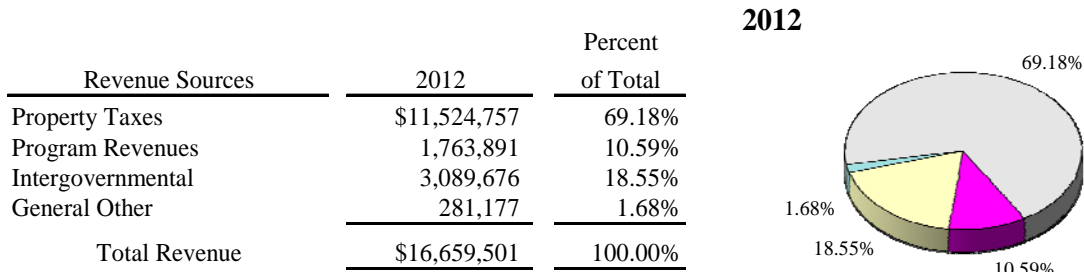 2012
Percent
Revenue Sources 2012 of Total
Property Taxes $11,524,757 69.18%
Program Revenues 1,763,891 10.59%
Intergovernmental 3,089,676 18.55%
General Other 281,177 1.68%
Total Revenue $16,659,501 100.00%
69.18%
1.68%
18.55%
10.59%